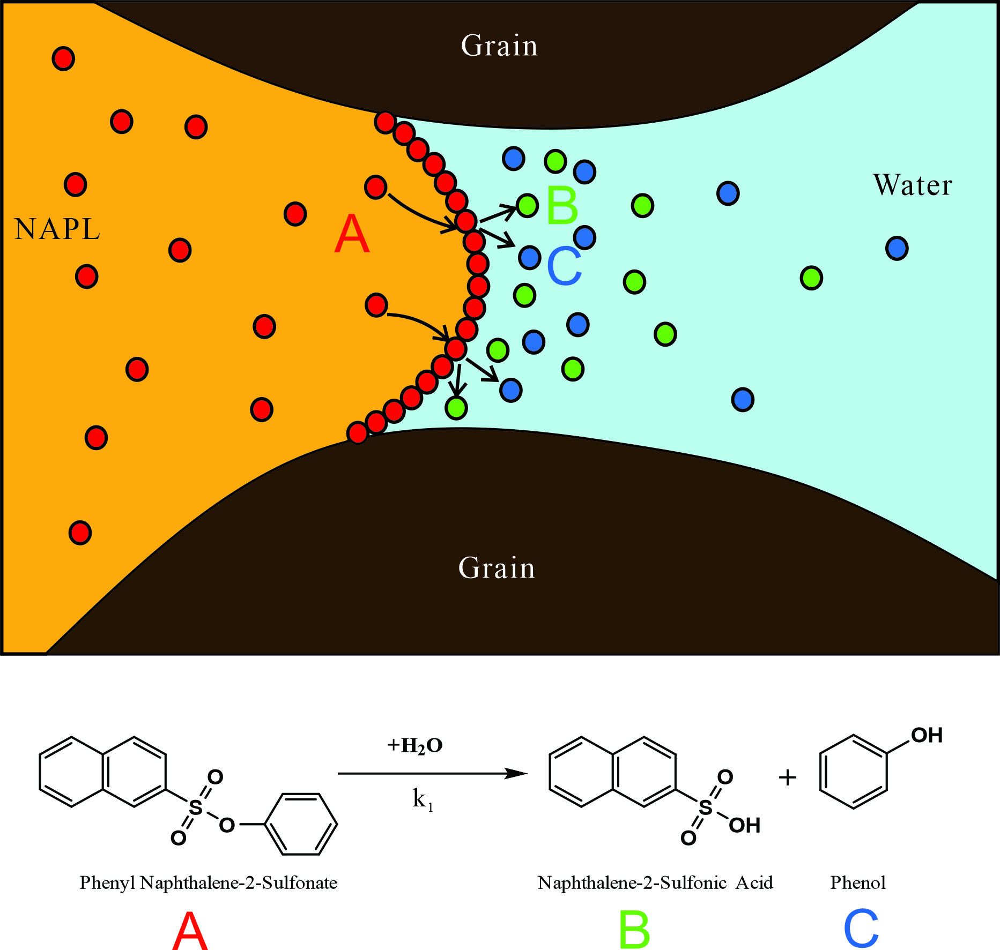 Grain
Water
NAPL
A
B
C
Grain
+H₂O
k₁
O
S
O
O
O
S
OH
O
+
OH
Phenyl Naphthalene-2-Sulfonate
Naphthalene-2-Sulfonic Acid
Phenol
A
B
C